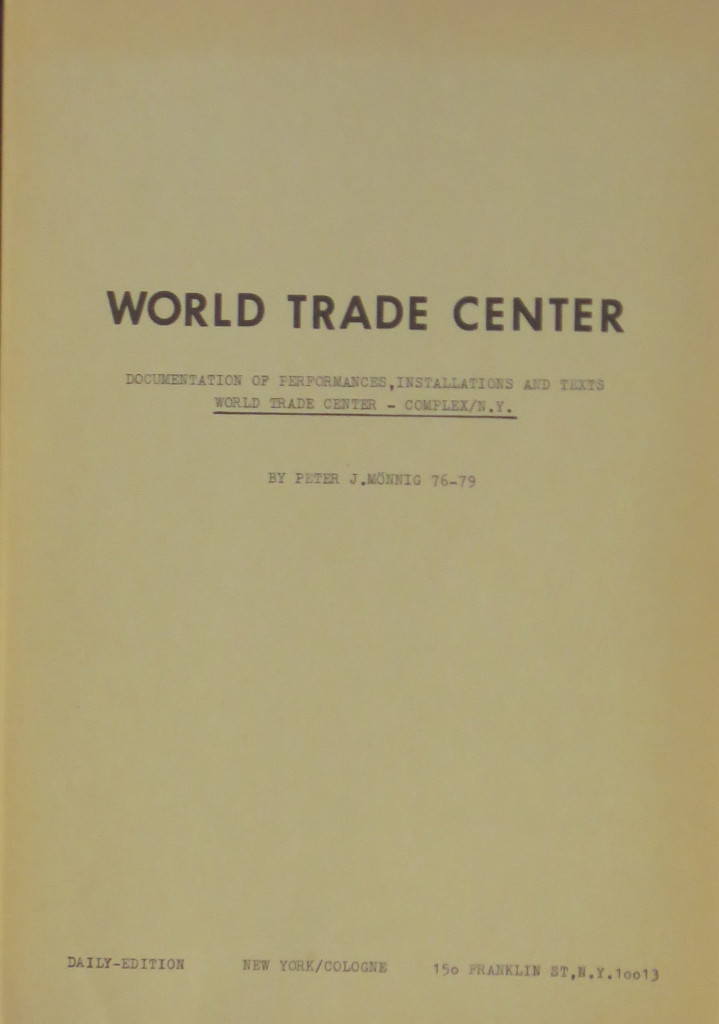 WORLD TRADE CENTER
DOCUMENTATION OF PERFORMANCES,INSTALLATIONS AND TEXTS
WORLD TRADE CENTER - COMPLEX/N.Y.
BY PETER J.MÖNNIG 76-79
DAILY-EDITION NEW YORK/COLOGNE 15o FRANKLIN ST,N.Y.1oo13